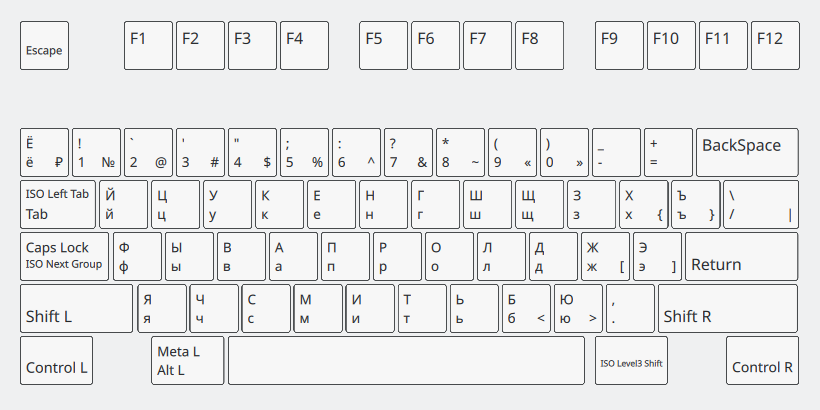 Escape F1 F2 F3 F4 F5 F6 F7 F8 F9 F10 F11 F12
Ё ! ` ' " ; : ? * ( ) _ + BackSpace
ё ₽ 1 № 2 @ 3 # 4 $ 5 % 6 ^ 7 & 8 ~ 9 « 0 » - =
ISO Left Tab Й Ц У К Е Н Г Ш Щ З Х Ъ \
Tab й ц у к е н г ш щ з х { ъ } / |
Caps Lock Ф Ы В А П Р О Л Д Ж Э
ISO Next Group ф ы в а п р о л д ж [ э ] Return
Я Ч С М И Т Ь Б Ю ,
Shift L я ч с м и т ь б < ю > . Shift R
Meta L
Control L Alt L ISO Level3 Shift Control R